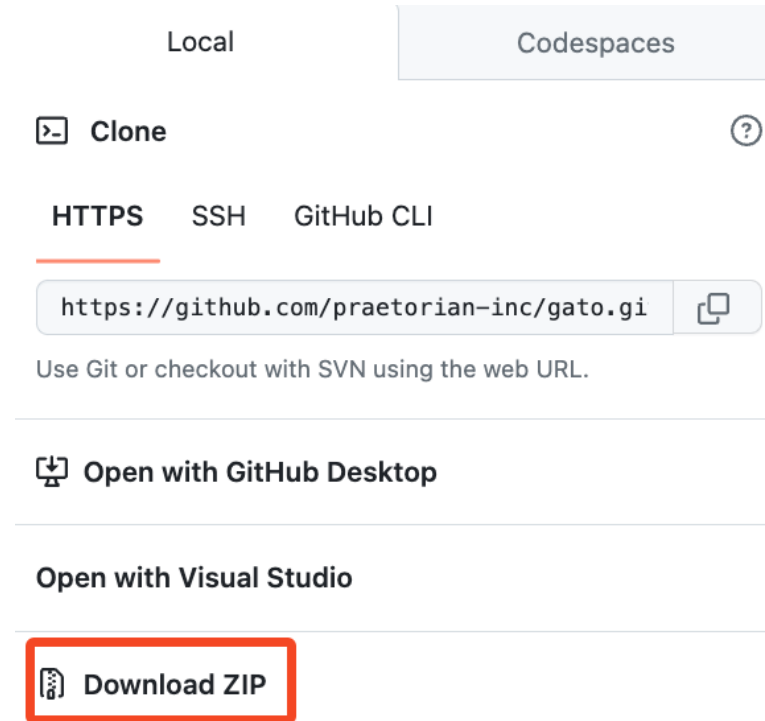 Local Codespaces
Clone
HTTPS SSH GitHub CLI
https://github.com/praetorian-inc/gato.gi
Use Git or checkout with SVN using the web URL.
Open with GitHub Desktop
Open with Visual Studio
Download ZIP